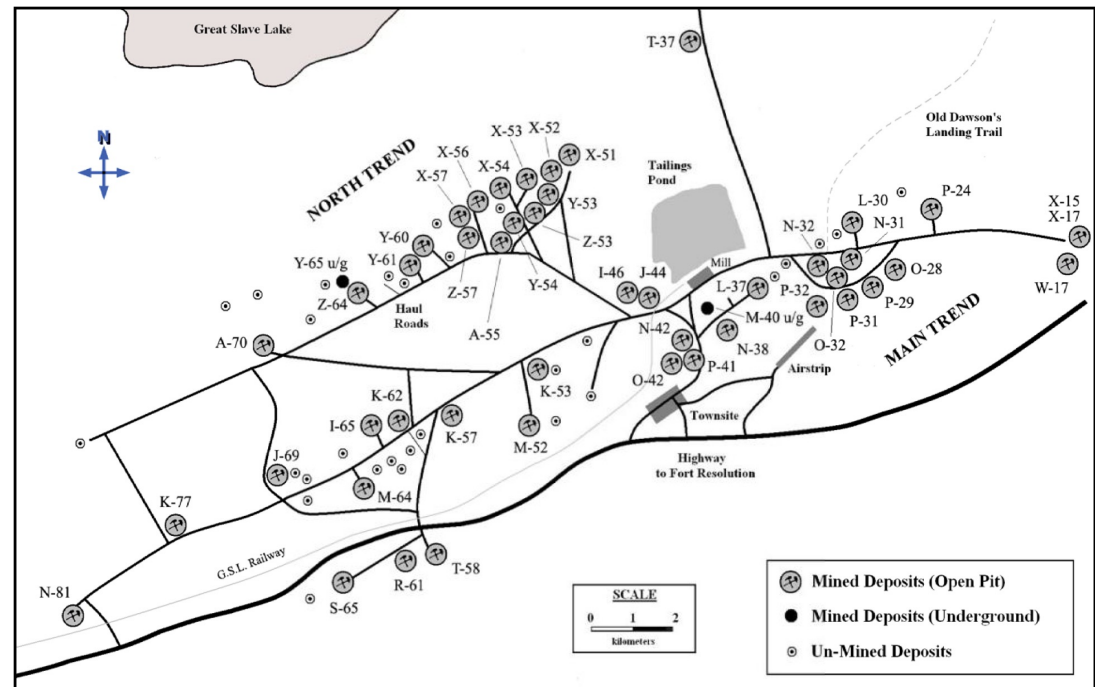 Great Slave Lake
T-37
N
Old Dawson's
Landing Trail
X-53
X-52
X-51
X-56
X-54
X-57
NORTH TREND
Tailings
Pond
Y-53
L-30
P-24
X-15
X-17
N-32
N-31
Y-60
Z-53
Y-61
Y-65 u/g
Mill
I-46
J-44
O-28
Z-64
Z-57
Y-54
L-37
P-32
W-17
Haul
Roads
P-29
A-55
M-40 u/g
P-31
A-70
N-42
N-38
O-32
MAIN TREND
K-53
O-42
P-41
Airstrip
K-62
I-65
K-57
M-52
Townsite
J-69
Highway
to Fort Resolution
M-64
K-77
G.S.L. Railway
T-58
R-61
S-65
N-81
SCALE
0 1 2
kilometers
Mined Deposits (Open Pit)
Mined Deposits (Underground)
Un-Mined Deposits